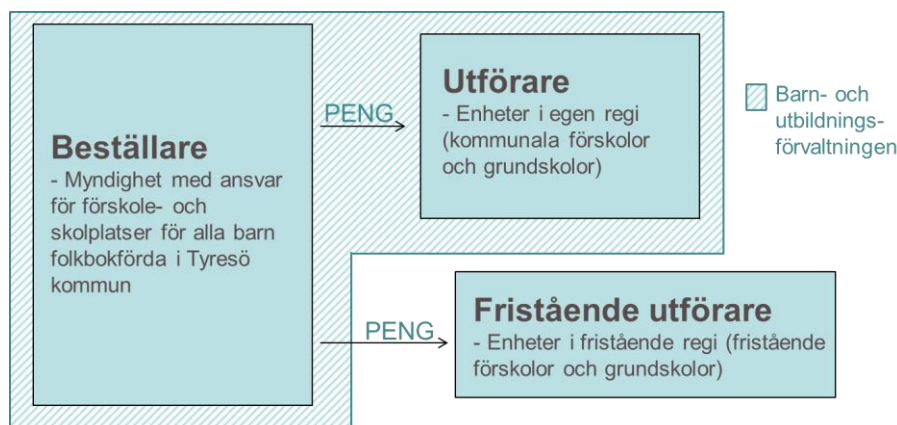 Beställare
- Myndighet med ansvar
för förskole- och
skolplatser för alla barn
folkbokförda i Tyresö
kommun
PENG
Utförare
- Enheter i egen regi
(kommunala förskolor
och grundskolor)
PENG
Fristående utförare
- Enheter i fristående regi (fristående
förskolor och grundskolor)
Barn- och
utbildnings-
förvaltningen